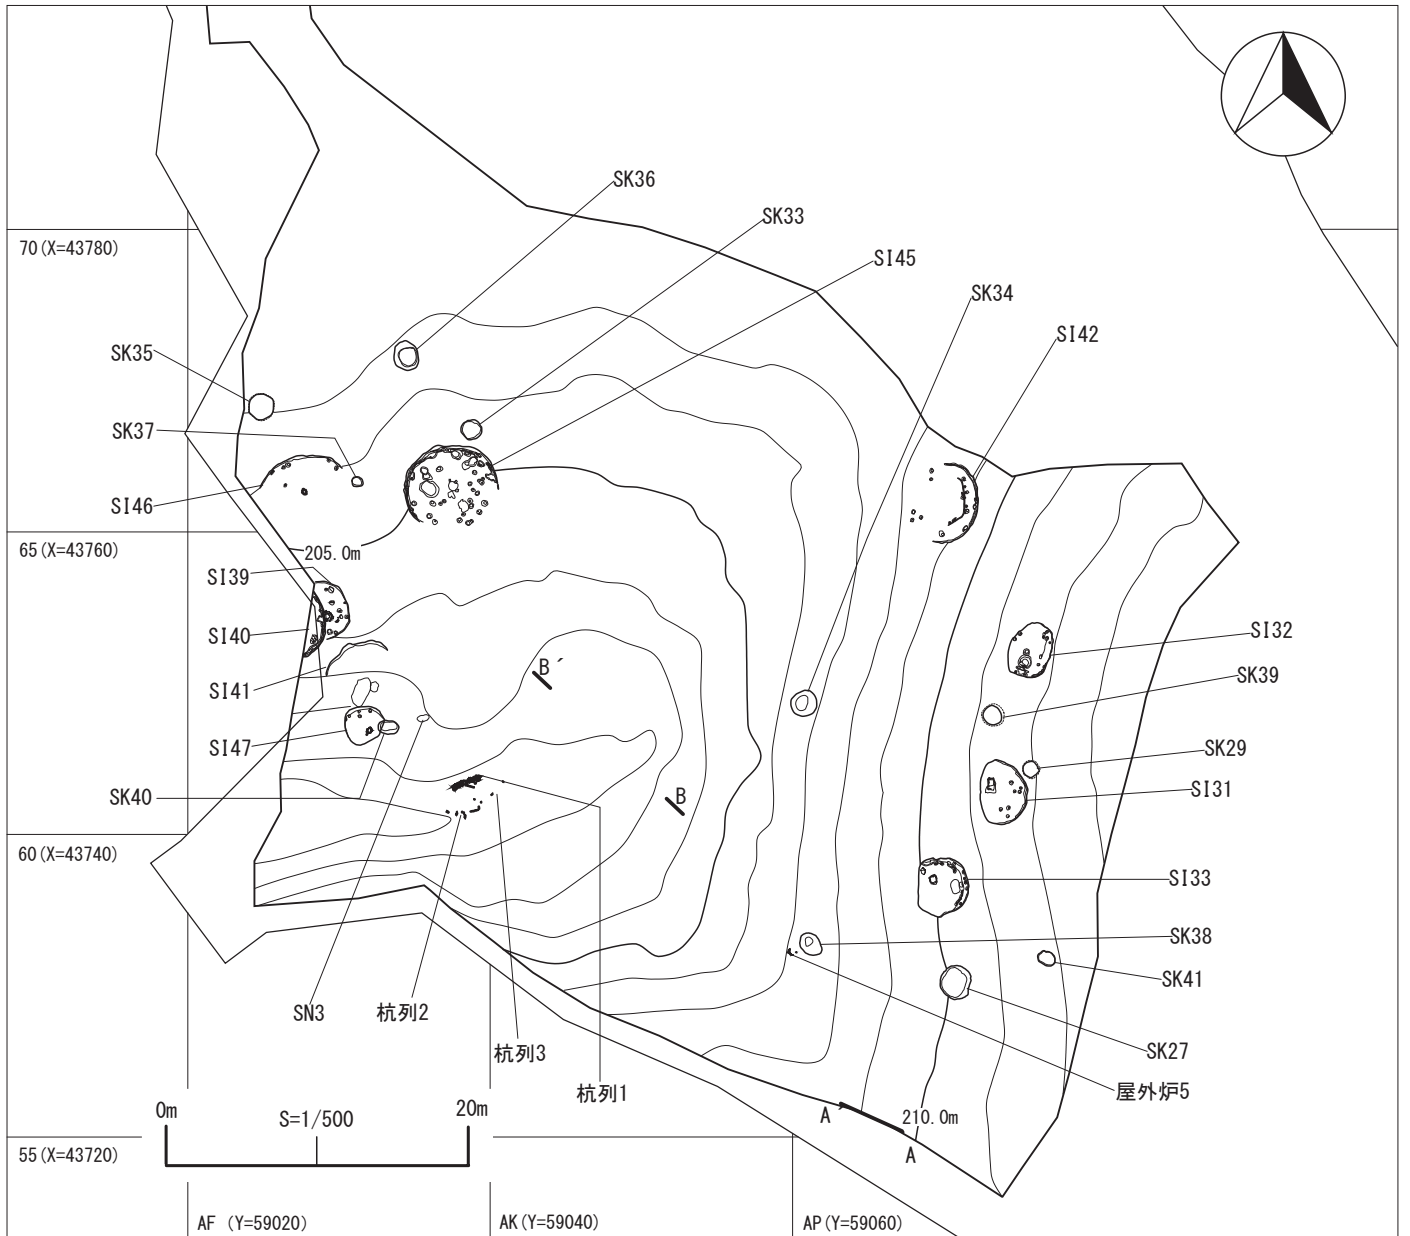 SK36
SK33
70(X=43780)
SI45
SK34
SI42
SK35
SK37
SI46
65(X=43760)
205.0m
SI39
SI40
SI32
B´
SK39
SI41
SI47
SK29
SI31
SK40
B
60(X=43740)
SI33
SK38
SK41
SN3
杭列2
杭列3
SK27
杭列1
屋外炉5
0m
S=1/500
20m
A
210.0m
A
55(X=43720)
AF (Y=59020)
AK(Y=59040)
AP(Y=59060)